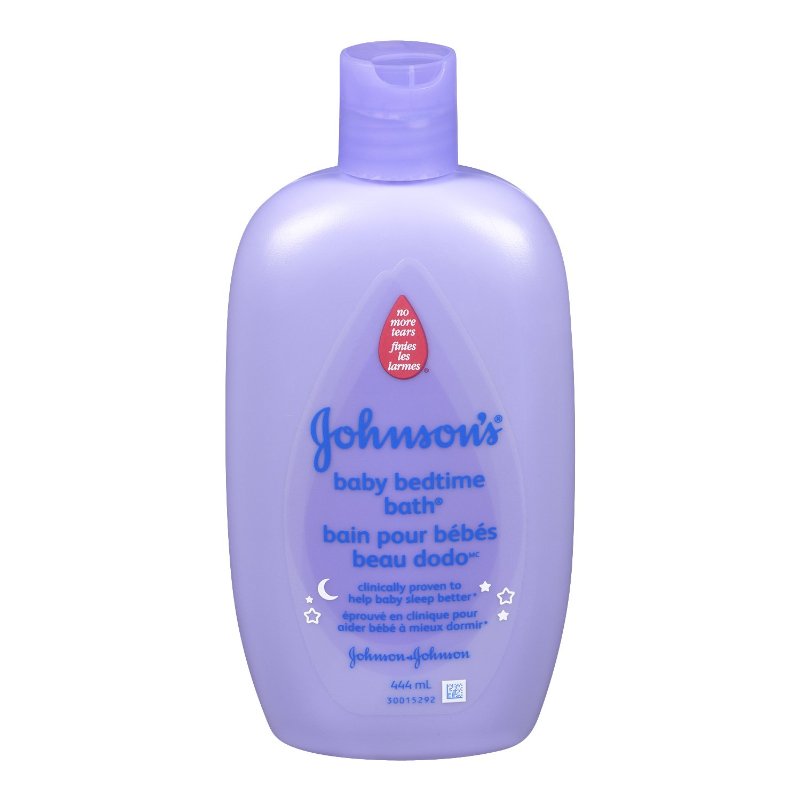 no
more
tears
finies
les
larmes®
Johnson's®
baby bedtime
bath®
bain pour bébés
beau dodo MC
clinically proven to
help baby sleep better*
éprouvé en clinique pour
aider bébé à mieux dormir*
Johnson & Johnson
444 mL
30015292